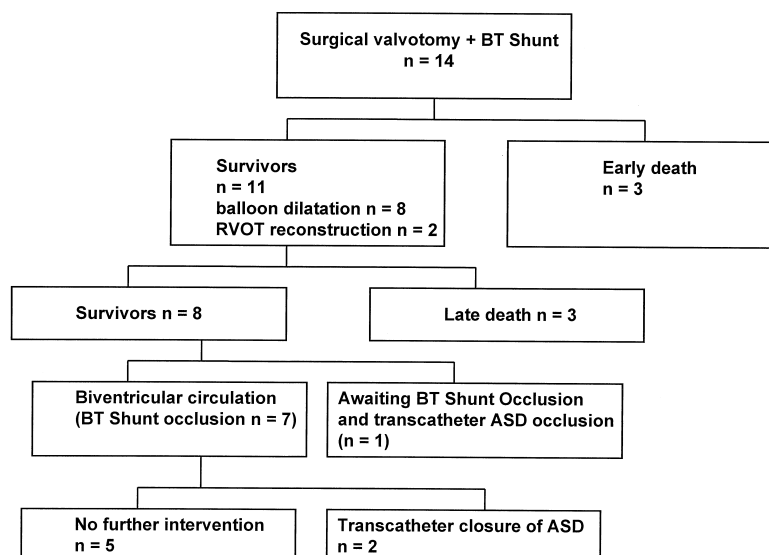 Surgical valvotomy + BT Shunt
n = 14
Survivors
n = 11
balloon dilatation n = 8
RVOT reconstruction n = 2
Early death
n = 3
Survivors n = 8
Late death n = 3
Biventricular circulation
(BT Shunt occlusion n = 7)
Awaiting BT Shunt Occlusion
and transcatheter ASD occlusion
(n = 1)
No further intervention
n = 5
Transcatheter closure of ASD
n = 2